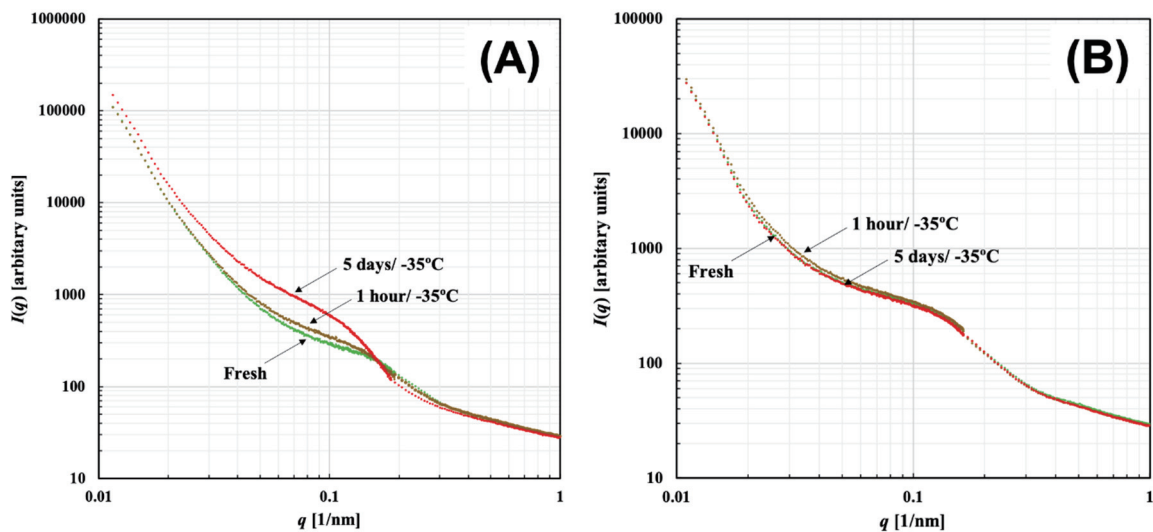 (A)
1000000
100000
10000
1000
100
10
I(q) [arbitary units]
5 days/ -35ºC
1 hour/ -35ºC
Fresh
0.01
0.1
1
q [1/nm]
(B)
100000
10000
1000
100
10
I(q) [arbitary units]
1 hour/ -35ºC
Fresh
5 days/ -35ºC
0.01
0.1
1
q [1/nm]